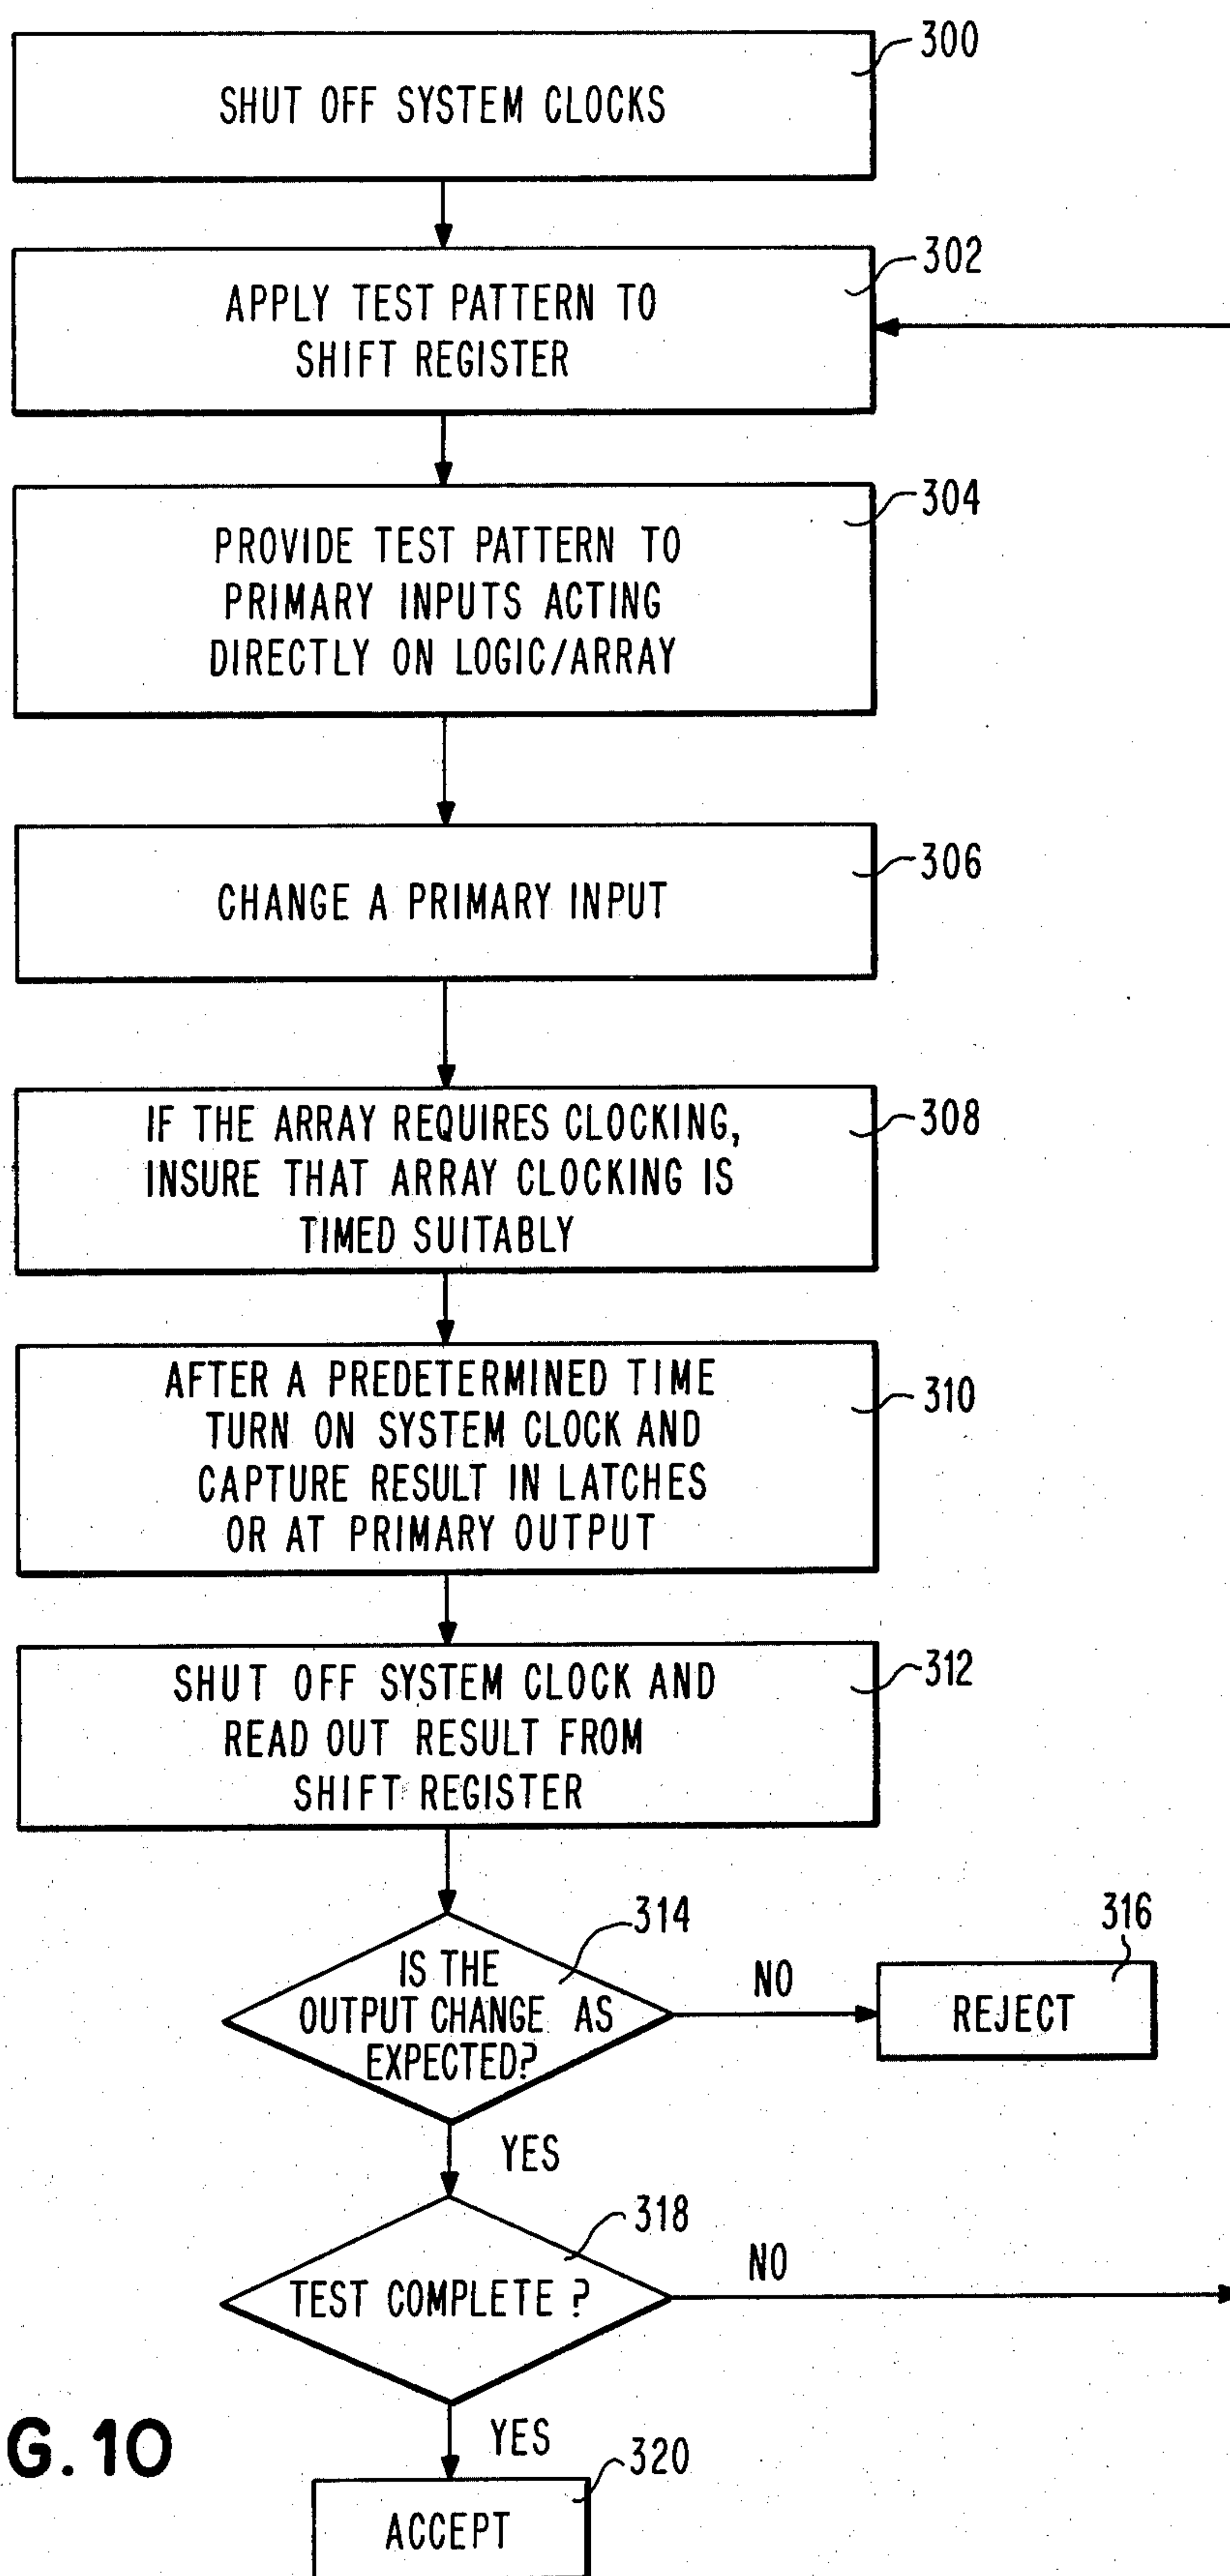 300
SHUT OFF SYSTEM CLOCKS
302
APPLY TEST PATTERN TO
SHIFT REGISTER
304
PROVIDE TEST PATTERN TO
PRIMARY INPUTS ACTING
DIRECTLY ON LOGIC/ARRAY
306
CHANGE A PRIMARY INPUT
308
IF THE ARRAY REQUIRES CLOCKING,
INSURE THAT ARRAY CLOCKING IS
TIMED SUITABLY
310
AFTER A PREDETERMINED TIME
TURN ON SYSTEM CLOCK AND
CAPTURE RESULT IN LATCHES
OR AT PRIMARY OUTPUT
312
SHUT OFF SYSTEM CLOCK AND
READ OUT RESULT FROM
SHIFT REGISTER
314
IS THE
OUTPUT CHANGE AS
EXPECTED?
NO
316
REJECT
YES
318
TEST COMPLETE ?
NO
YES
320
ACCEPT
G. 10